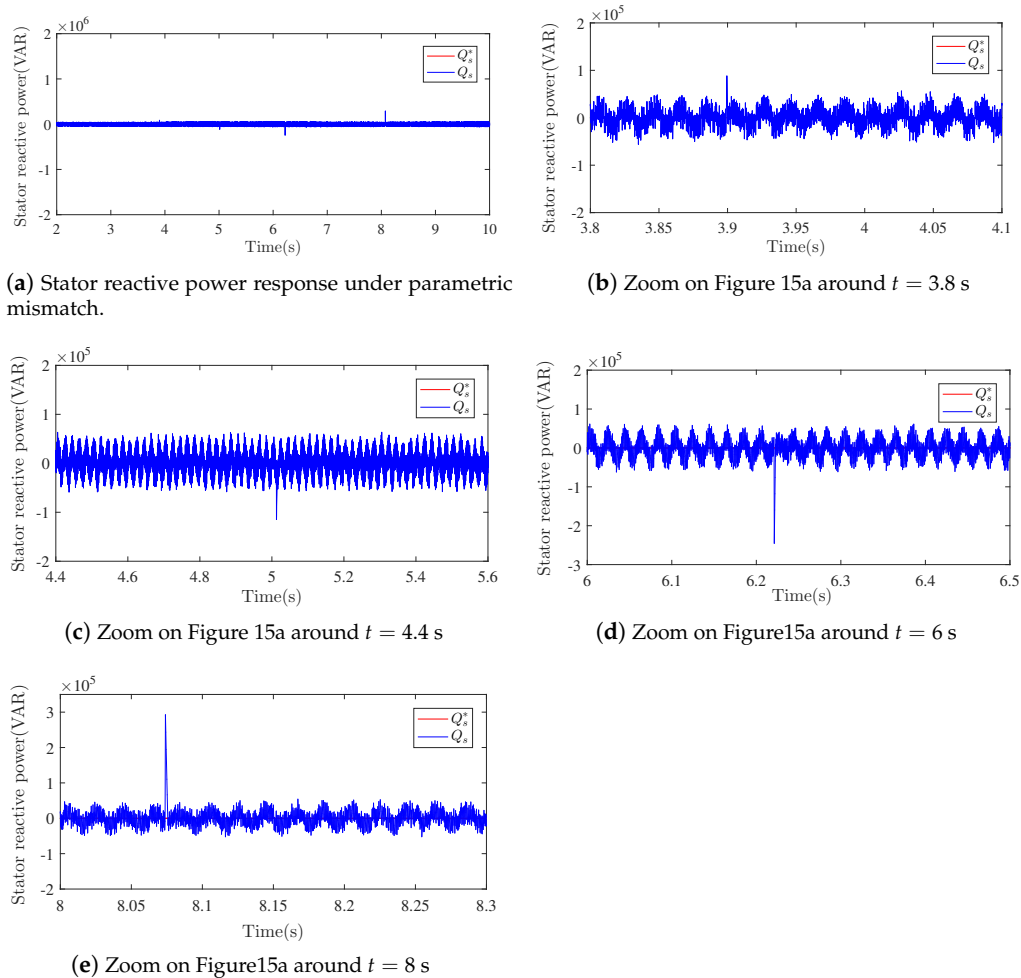 ×10^6
Stator reactive power(VAR)
2
1
0
-1
-2
Q_s^*
Q_s
2 3 4 5 6 7 8 9 10
Time(s)
(a) Stator reactive power response under parametric
mismatch.
×10^5
Stator reactive power(VAR)
2
1
0
-1
-2
Q_s^*
Q_s
3.8 3.85 3.9 3.95 4 4.05 4.1
Time(s)
(b) Zoom on Figure 15a around t = 3.8 s
×10^5
Stator reactive power(VAR)
2
1
0
-1
-2
Q_s^*
Q_s
4.4 4.6 4.8 5 5.2 5.4 5.6
Time(s)
(c) Zoom on Figure 15a around t = 4.4 s
×10^5
Stator reactive power(VAR)
2
1
0
-1
-2
-3
Q_s^*
Q_s
6 6.1 6.2 6.3 6.4 6.5
Time(s)
(d) Zoom on Figure15a around t = 6 s
×10^5
Stator reactive power(VAR)
3
2
1
0
-1
-2
Q_s^*
Q_s
8 8.05 8.1 8.15 8.2 8.25 8.3
Time(s)
(e) Zoom on Figure15a around t = 8 s